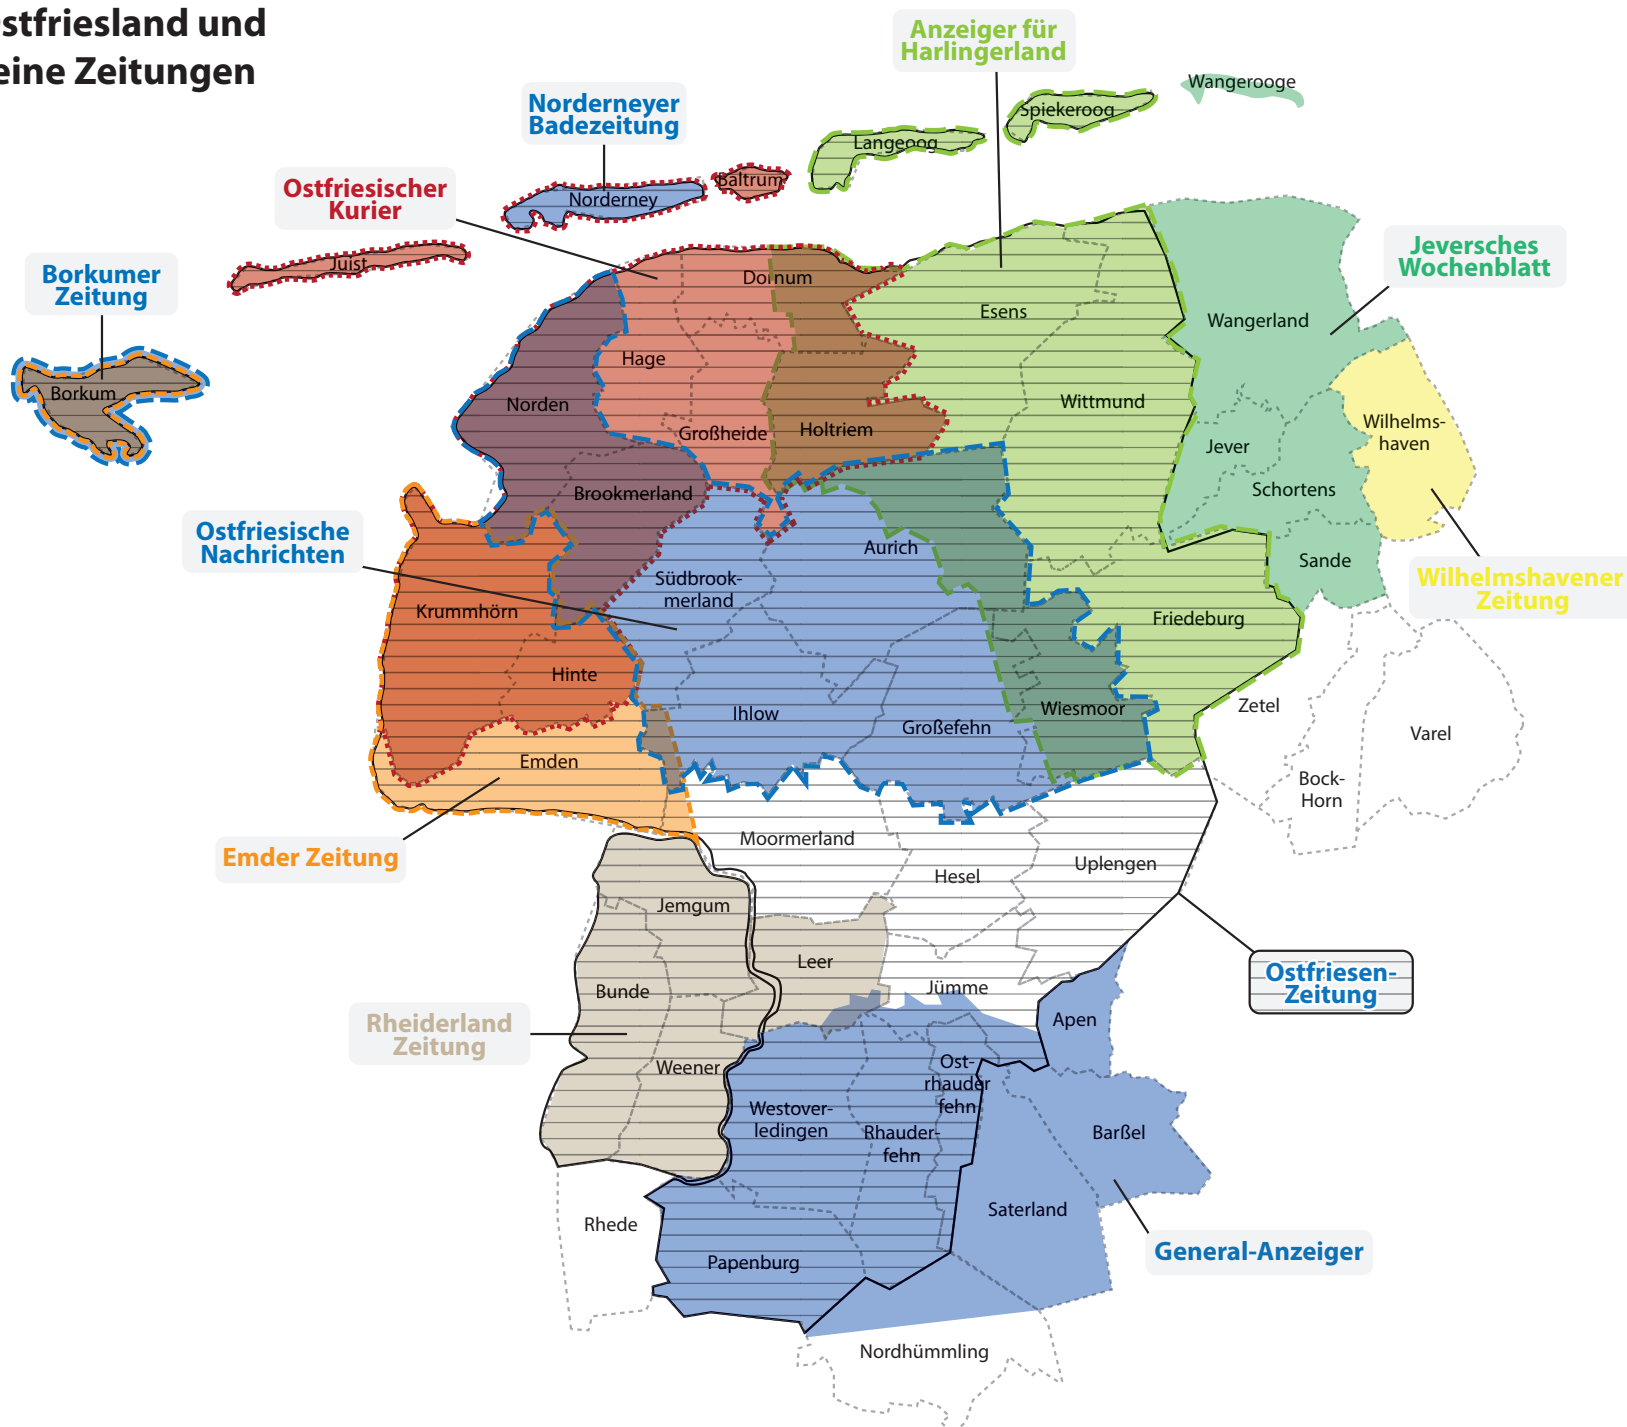 stfriesland und
eine Zeitungen
Anzeiger für
Harlingerland
Wangerooge
Spiekeroog
Norderneyer
Badezeitung
Langeoog
Baltrum
Ostfriesischer
Kurier
Norderney
Juist
Borkumer
Zeitung
Jeversches
Wochenblatt
Dornum
Esens
Wangerland
Hage
Borkum
Norden
Wittmund
Großheide
Holtriem
Wilhelms-
haven
Jever
Brookmerland
Schortens
Ostfriesische
Nachrichten
Aurich
Sande
Südbrook-
merland
Wilhelmshavener
Zeitung
Krummhörn
Friedeburg
Hinte
Zetel
Ihlow
Wiesmoor
Großefehn
Varel
Emden
Bock-
Horn
Moormerland
Emder Zeitung
Uplengen
Hesel
Jemgum
Leer
Ostfriesen-
Zeitung
Bunde
Jümme
Apen
Rheiderland
Zeitung
Weener
Ost-
rhauder
fehn
Westover-
ledingen
Rhauder-
fehn
Barßel
Saterland
Rhede
General-Anzeiger
Papenburg
Nordhümmling